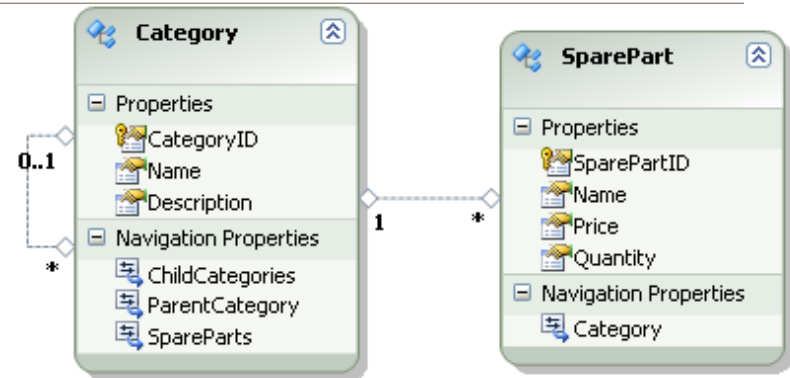 Category
Properties
CategoryID
Name
Description
Navigation Properties
ChildCategories
ParentCategory
SpareParts
0..1
*
1
*
SparePart
Properties
SparePartID
Name
Price
Quantity
Navigation Properties
Category